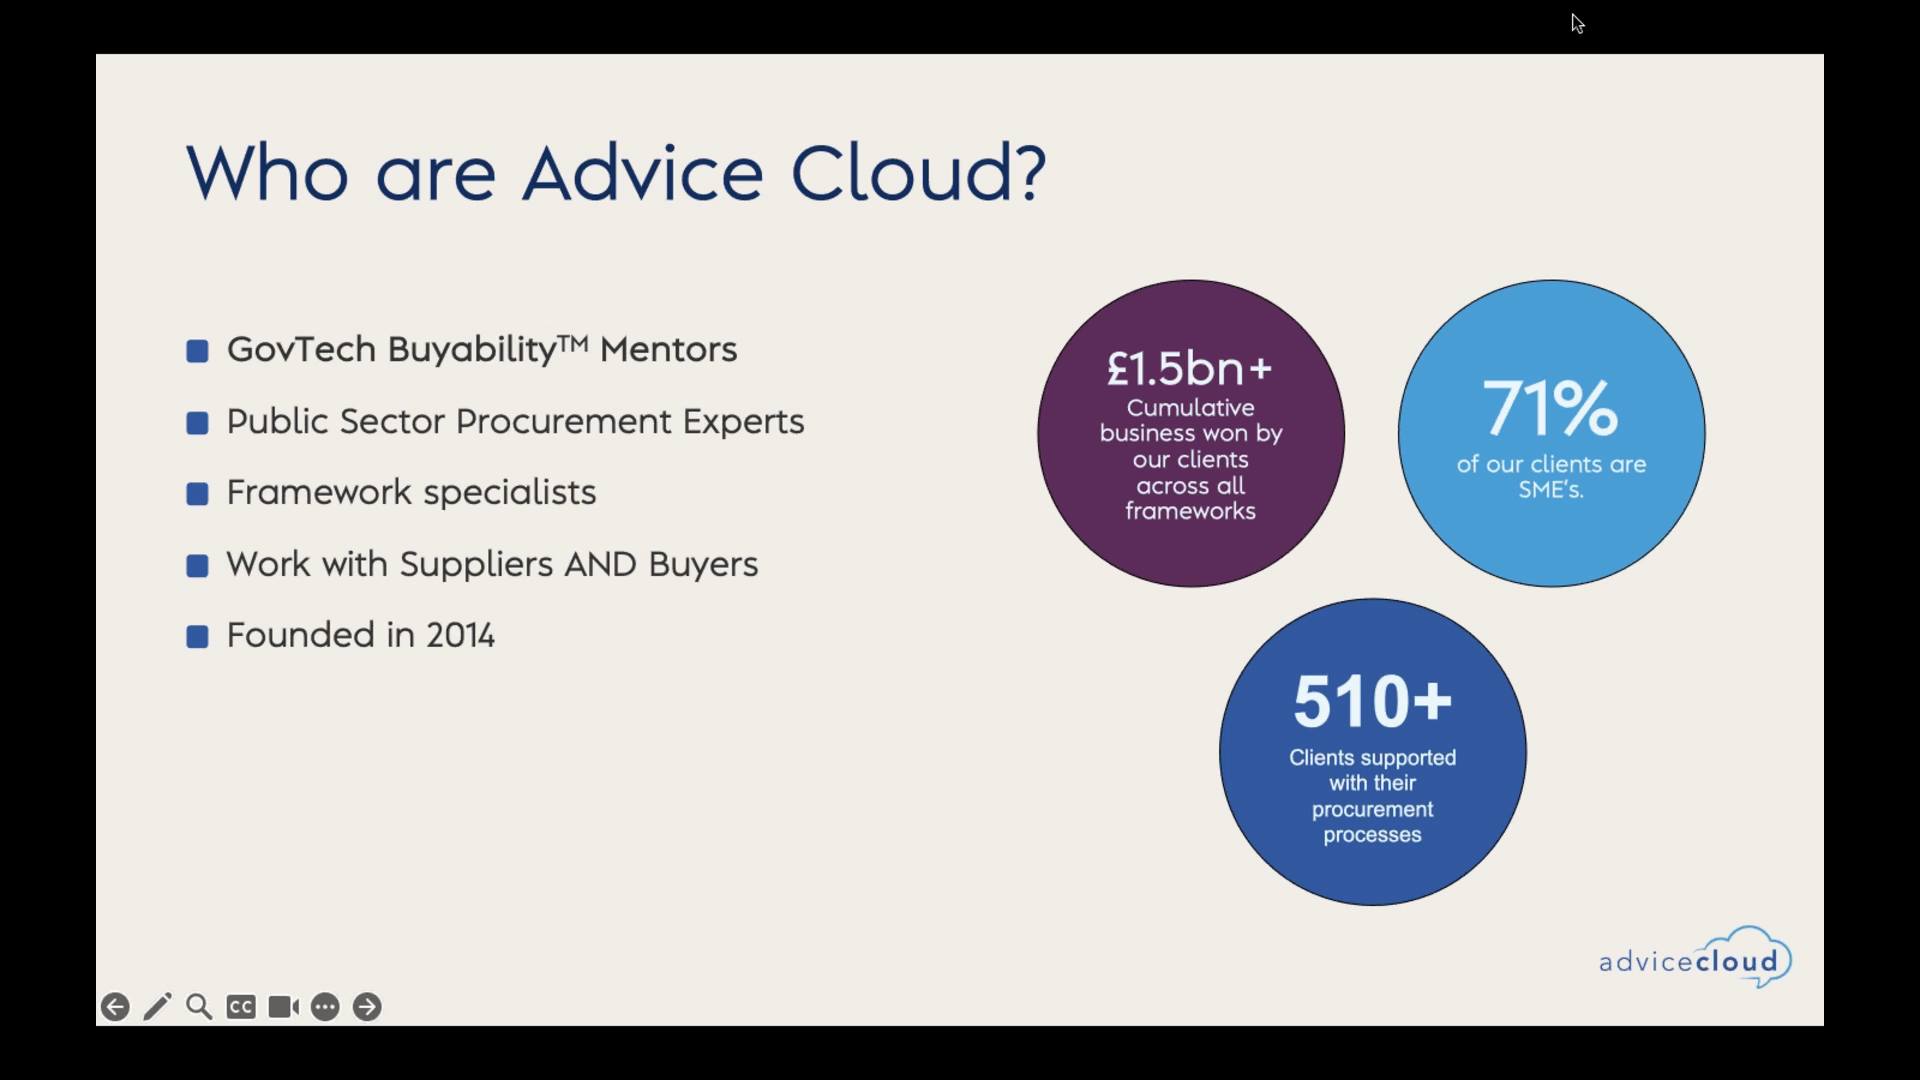 Who are Advice Cloud?
GovTech Buyability™ Mentors
Public Sector Procurement Experts
Framework specialists
Work with Suppliers AND Buyers
Founded in 2014
£1.5bn+
Cumulative
business won by
our clients
across all
frameworks
71%
of our clients are
SME's.
510+
Clients supported
with their
procurement
processes
advicecloud
CC